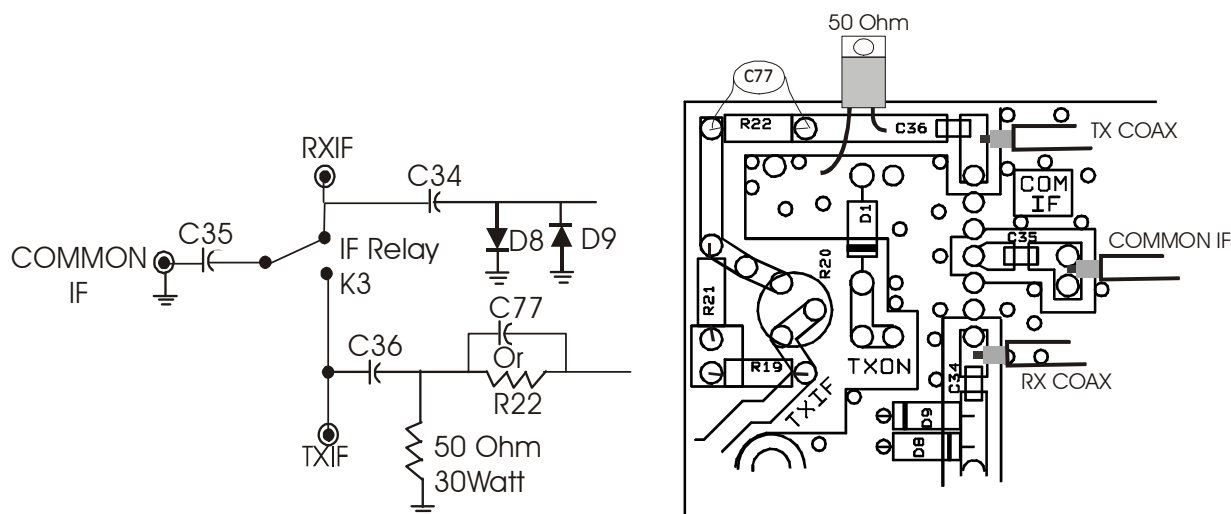 RXIF
C34
COMMON
IF
C35
IF Relay
K3
D8
D9
C77
Or
R22
C36
TXIF
50 Ohm
30Watt
50 Ohm
C77
R22
C36
TX COAX
COM
IF
D1
R20
C35
COMMON IF
R21
R19
TXIF
TXON
C34
RX COAX
D9
D8